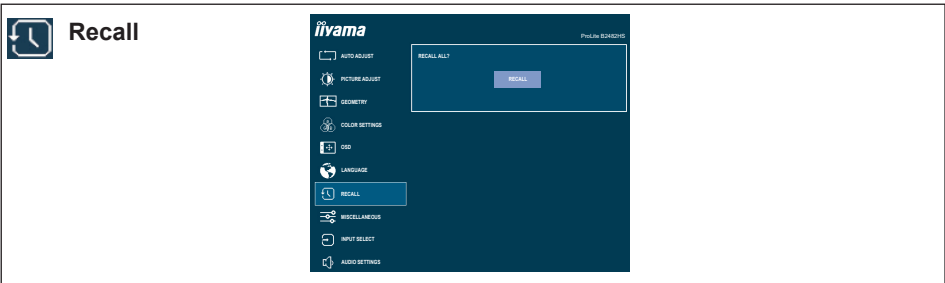 Recall
iiyama
ProLite B2482HS
AUTO ADJUST
PICTURE ADJUST
GEOMETRY
COLOR SETTINGS
OSD
LANGUAGE
RECALL
MISCELLANEOUS
INPUT SELECT
AUDIO SETTINGS
RECALL ALL?
RECALL